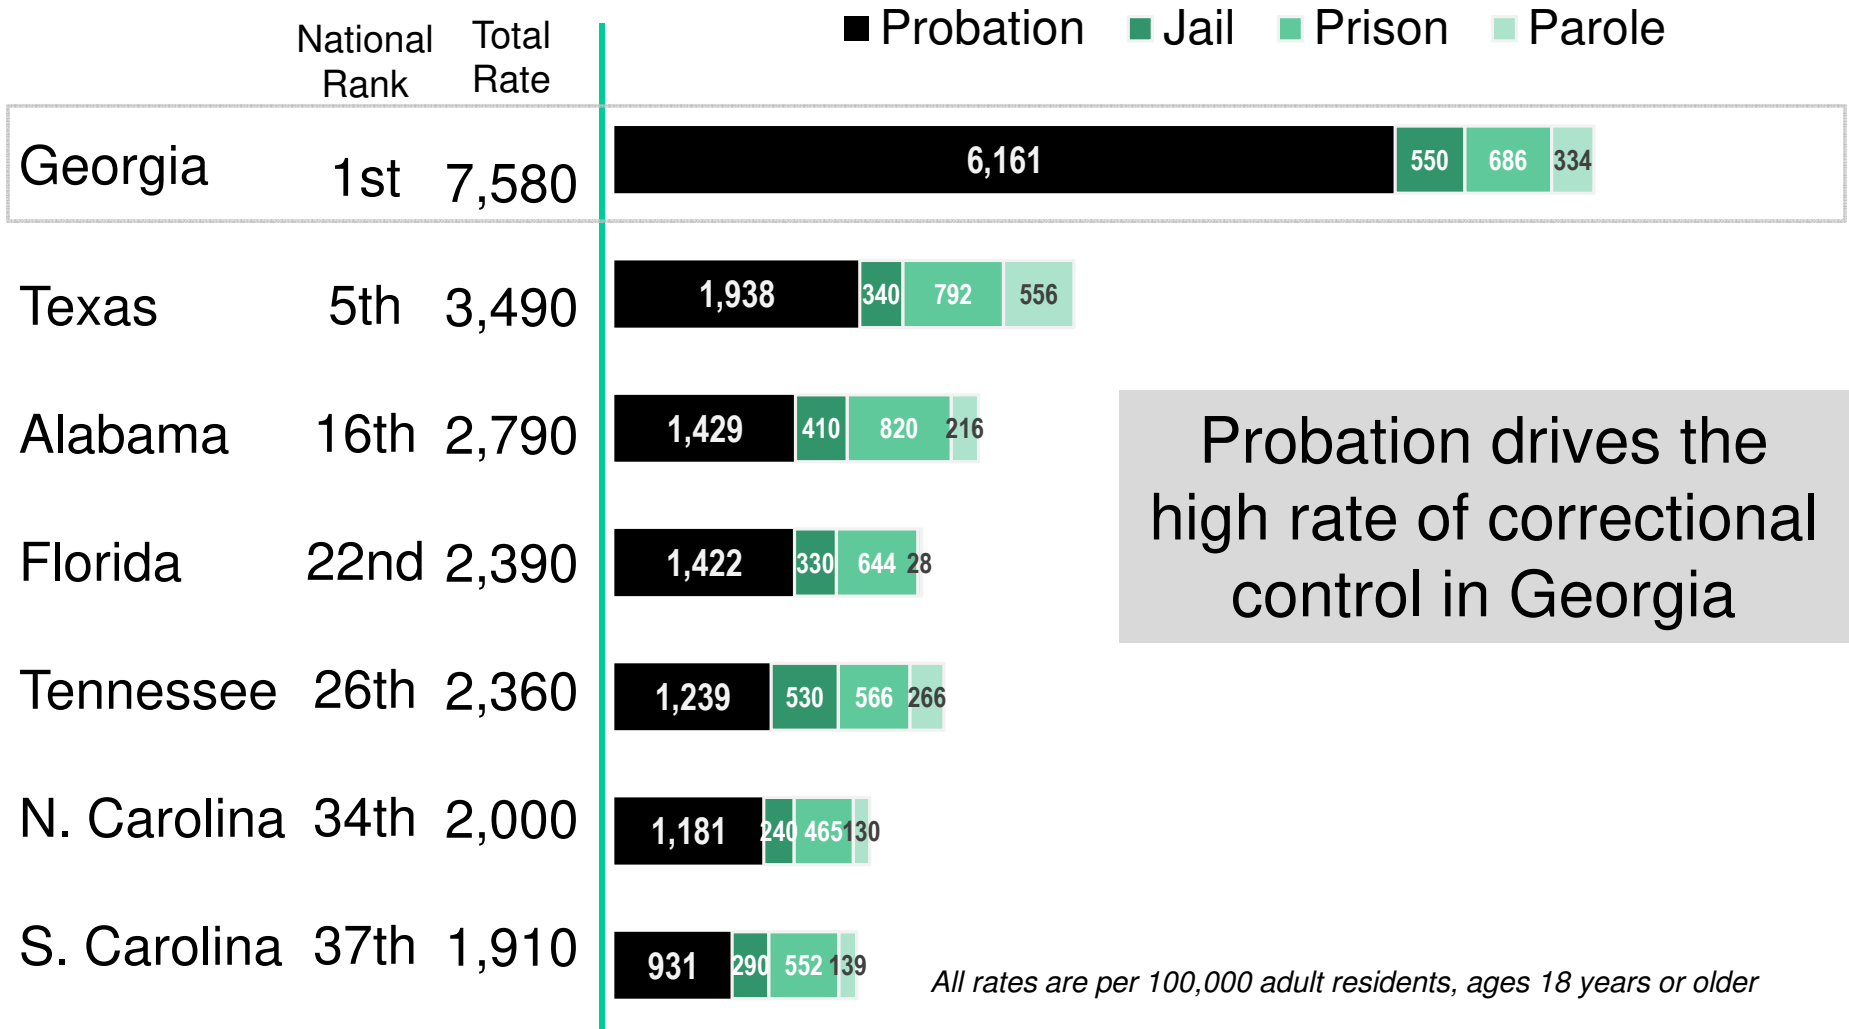 National Rank
Total Rate
Probation Jail Prison Parole
Georgia 1st 7,580 6,161 550 686 334
Texas 5th 3,490 1,938 340 792 556
Alabama 16th 2,790 1,429 410 820 216
Florida 22nd 2,390 1,422 330 644 28
Tennessee 26th 2,360 1,239 530 566 266
N. Carolina 34th 2,000 1,181 240 465 130
S. Carolina 37th 1,910 931 290 552 139
Probation drives the
high rate of correctional
control in Georgia
All rates are per 100,000 adult residents, ages 18 years or older